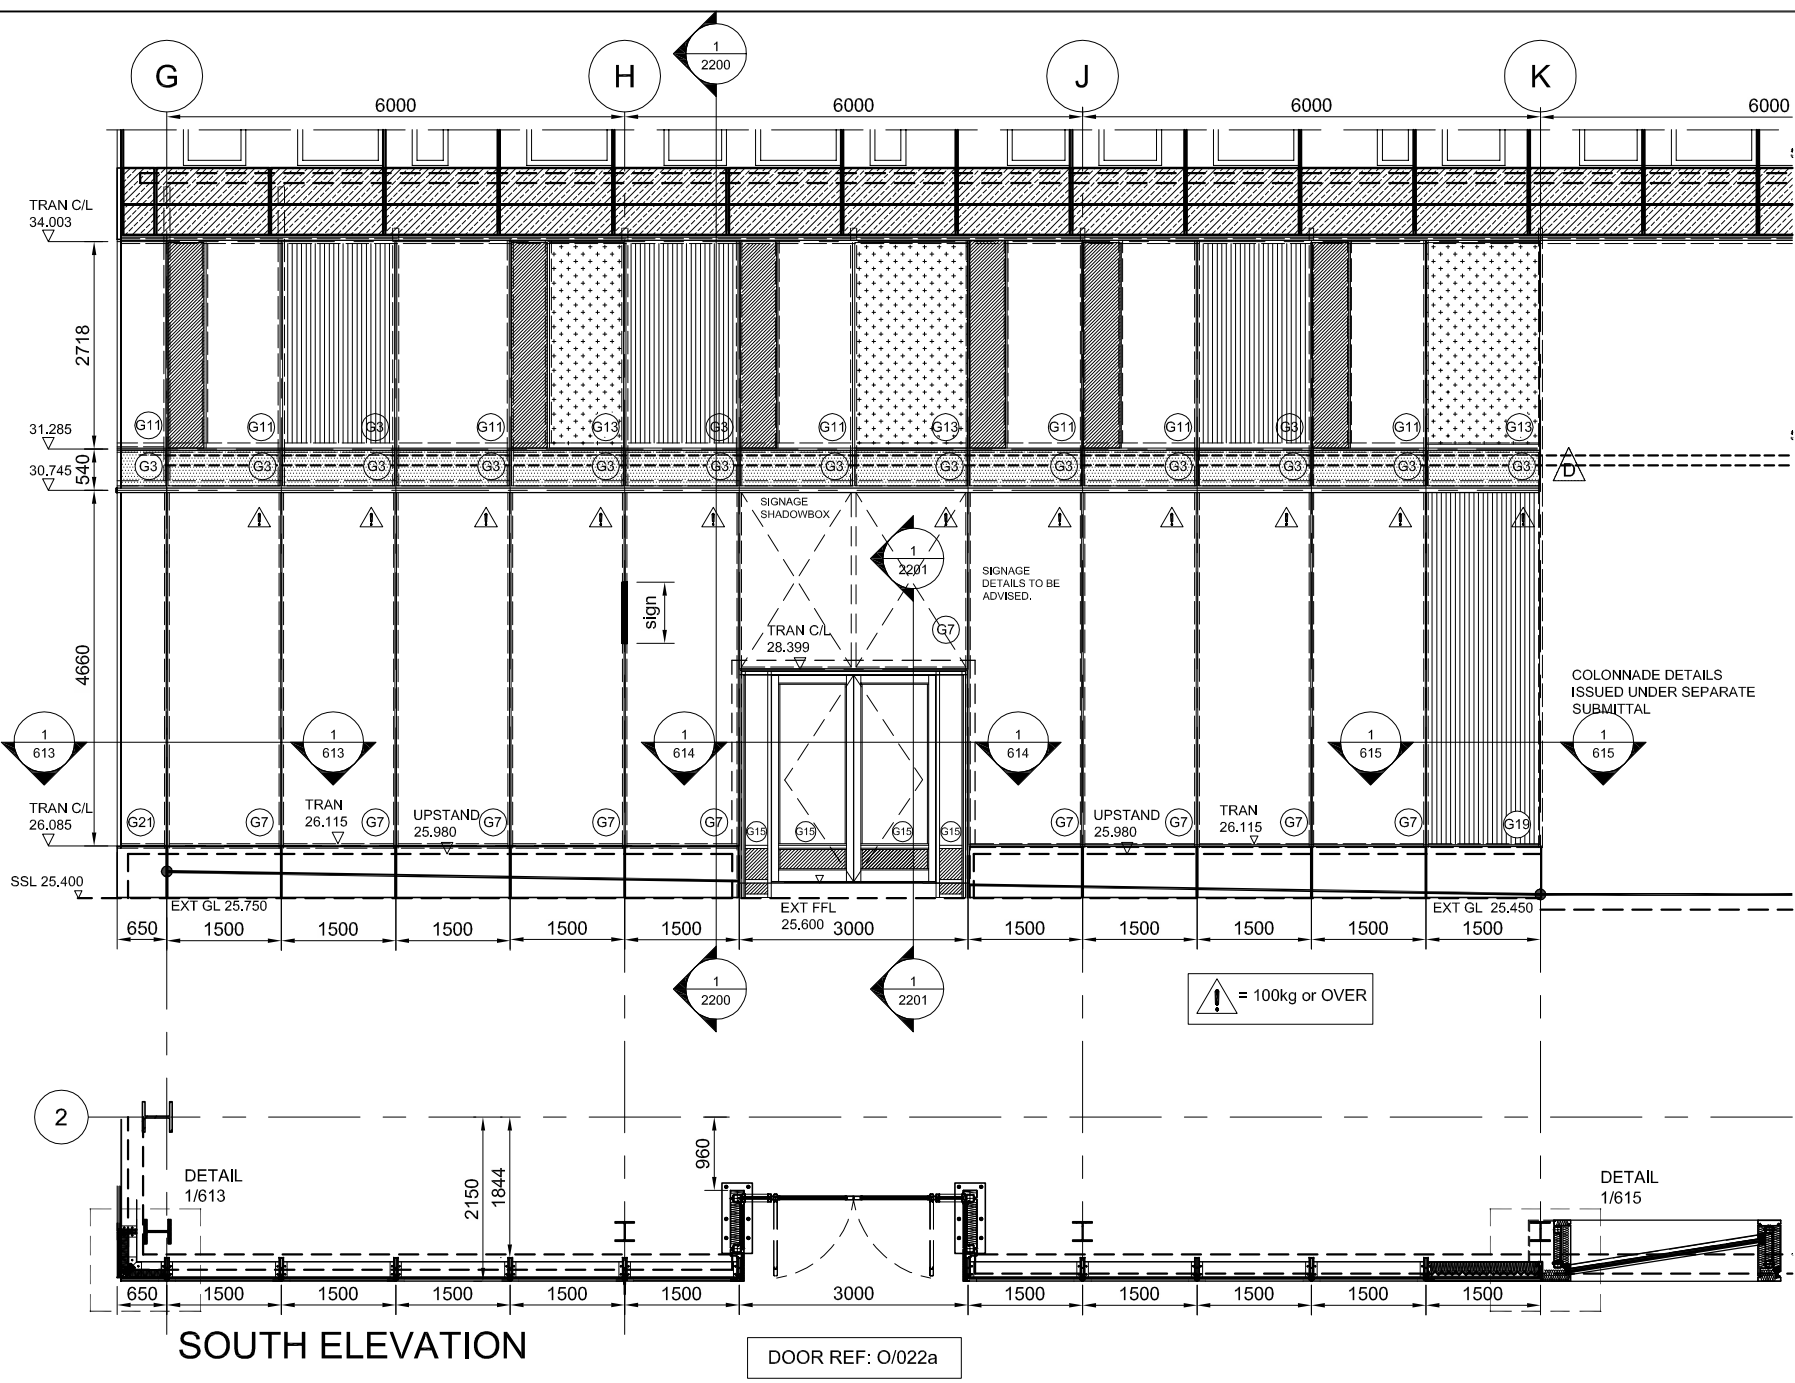 1
2200
G
H
J
K
6000
6000
6000
6000
TRAN C/L
34.003
2718
31.285
540
30.745
G11
G11
G3
G11
G13
G3
G11
G13
G11
G11
G3
G11
G13
G3
G3
G3
G3
G3
G3
G3
G3
G3
G3
G3
G3
G3
D
!
!
!
!
!
!
!
!
!
!
!
SIGNAGE
SHADOWBOX
1
2201
SIGNAGE
DETAILS TO BE
ADVISED.
sign
G7
TRAN C/L
28.399
4660
COLONNADE DETAILS
ISSUED UNDER SEPARATE
SUBMITTAL
1
613
1
613
1
614
1
614
1
615
1
615
TRAN C/L
26.085
G21
G7
TRAN
26.115
G7
UPSTAND
25.980
G7
G7
G7
G15
G15
G15
G15
G7
UPSTAND
25.980
G7
TRAN
26.115
G7
G7
G19
SSL 25.400
EXT GL 25.750
EXT FFL
25.600
EXT GL 25.450
650
1500
1500
1500
1500
1500
3000
1500
1500
1500
1500
1500
1
2200
1
2201
! = 100kg or OVER
2
DETAIL
1/613
2150
1844
960
DETAIL
1/615
650
1500
1500
1500
1500
1500
3000
1500
1500
1500
1500
1500
SOUTH ELEVATION
DOOR REF: O/022a